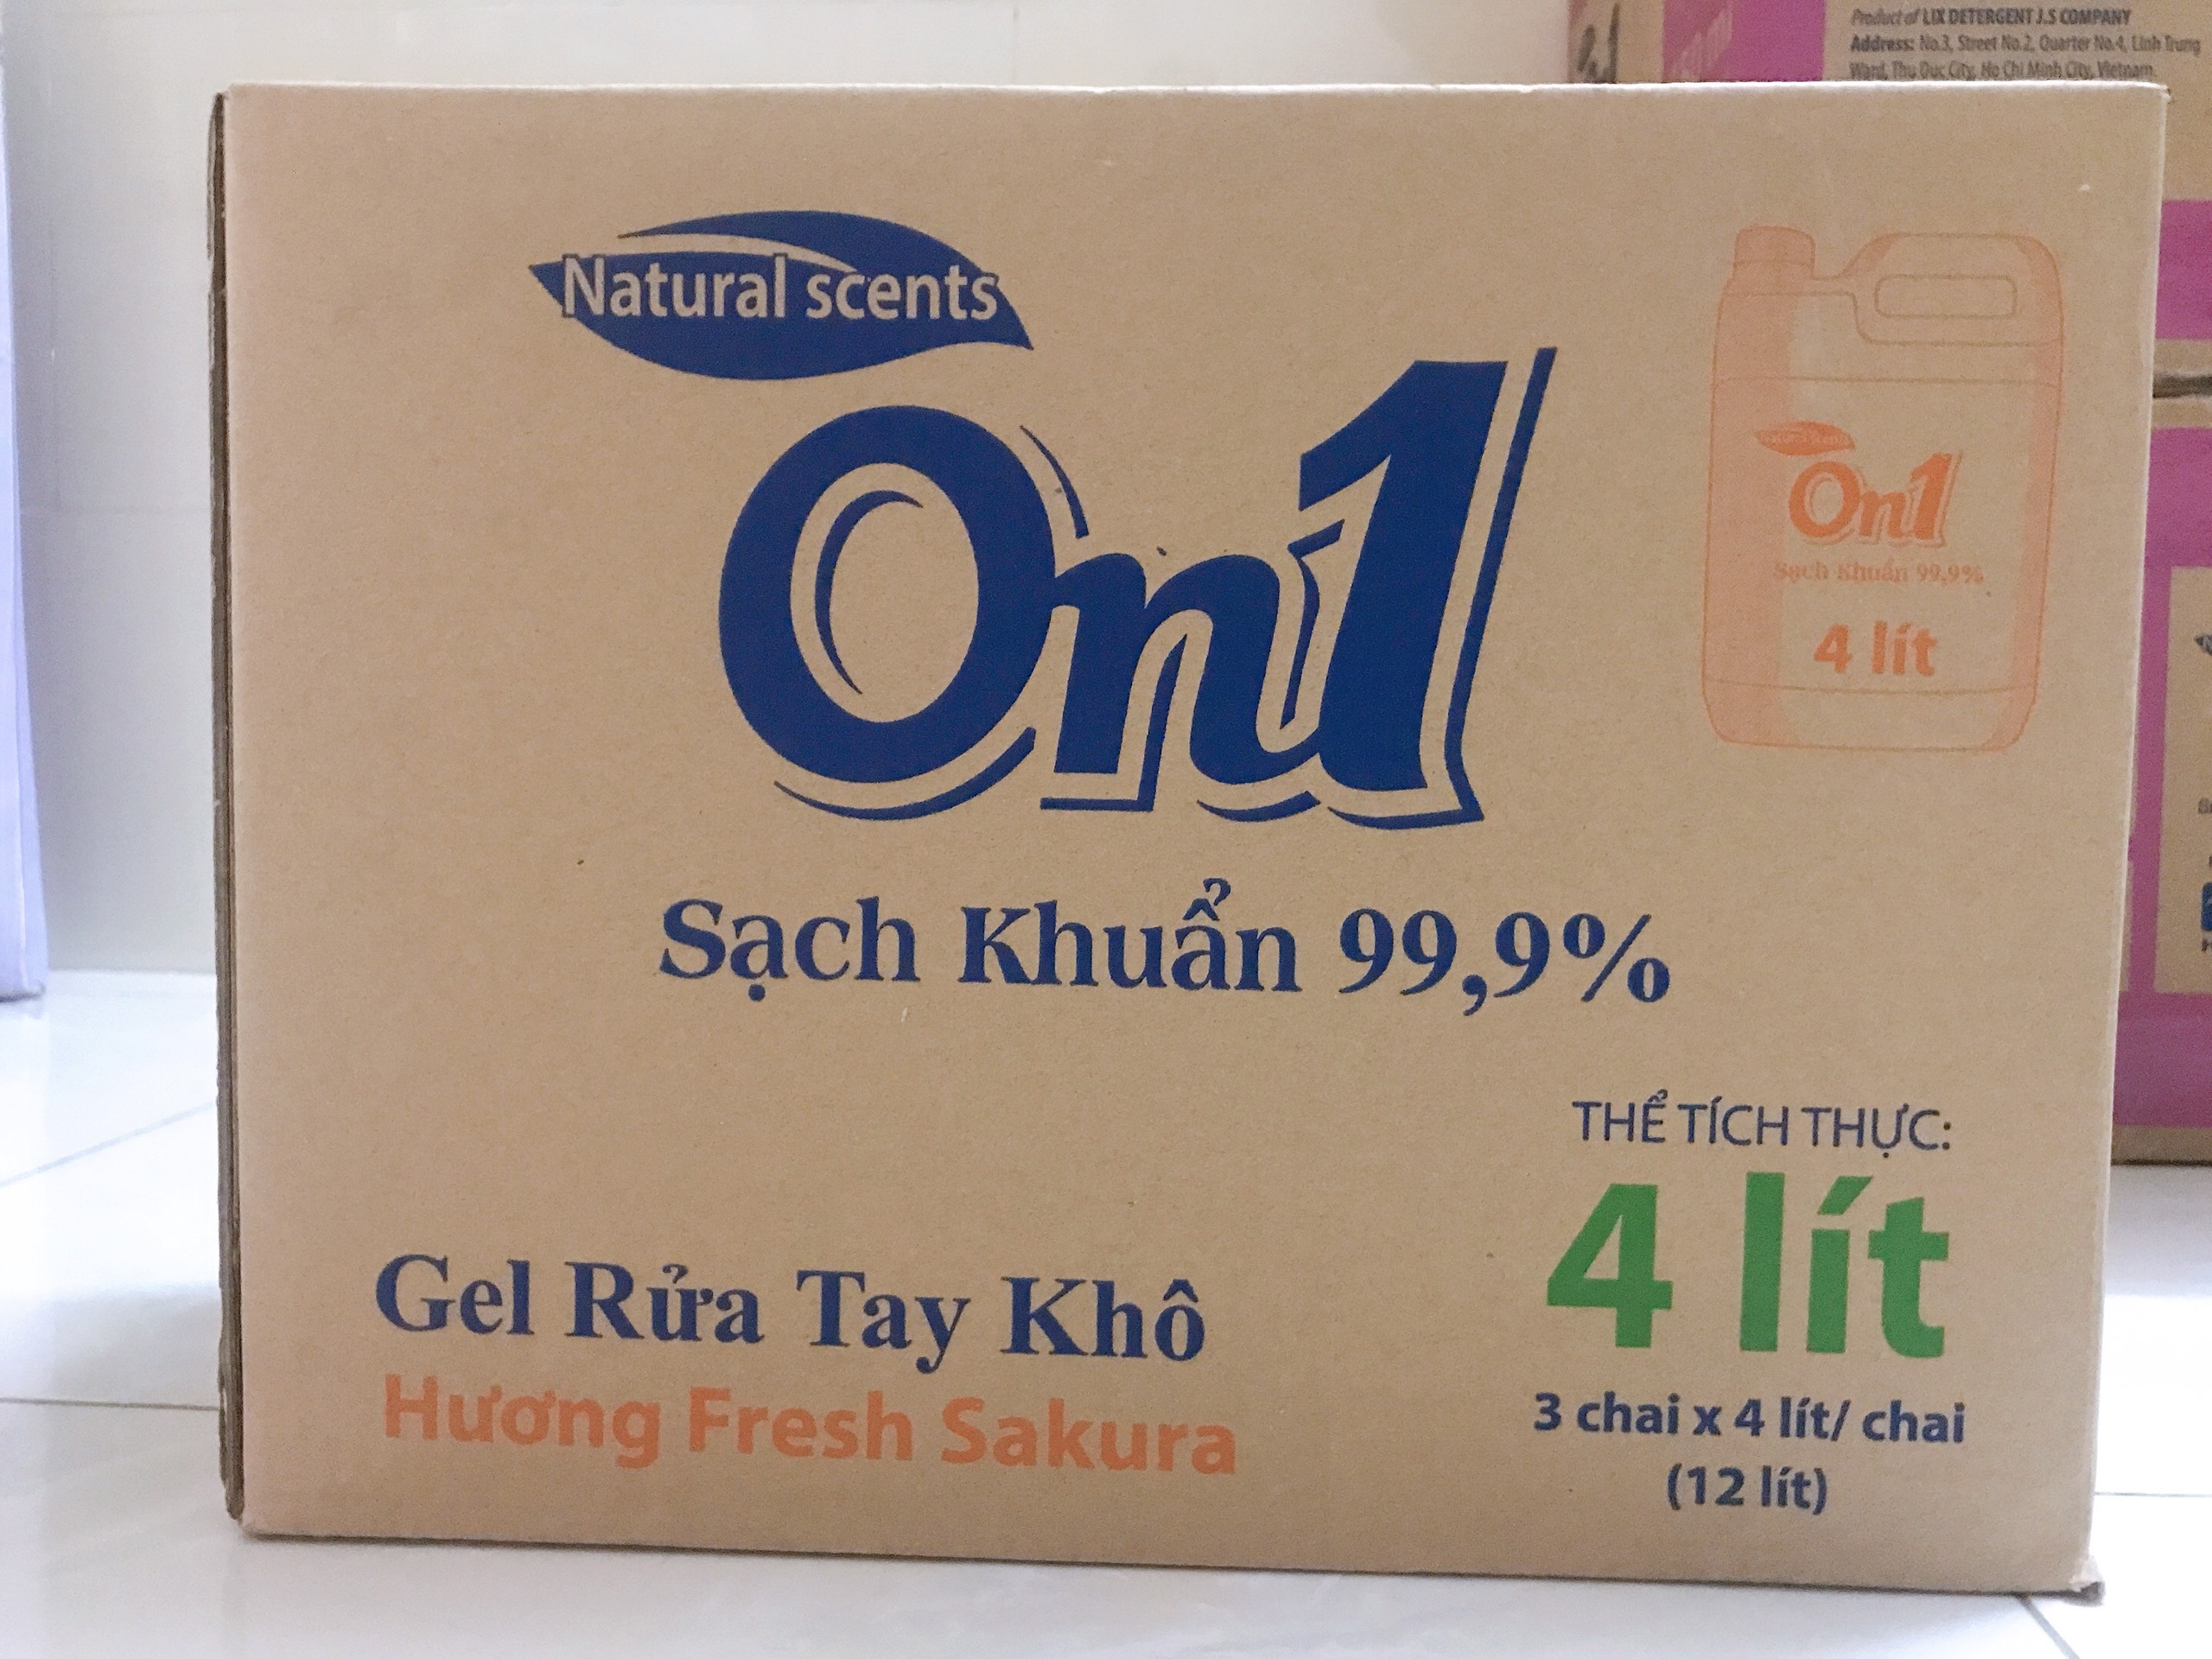 Product of LIX DETERGENT J.S COMPANY
Address: No.3, Street No.2, Quarter No.4, Linh Trung
Ward, Thu Duc City, Ho Chi Minh City, Vietnam.
Natural scents
On1
Sạch Khuẩn 99,9%
Natural scents
On1
Sạch Khuẩn 99,9%
4 lít
THỂ TÍCH THỰC:
4 lít
3 chai x 4 lít/ chai
(12 lít)
Gel Rửa Tay Khô
Hương Fresh Sakura